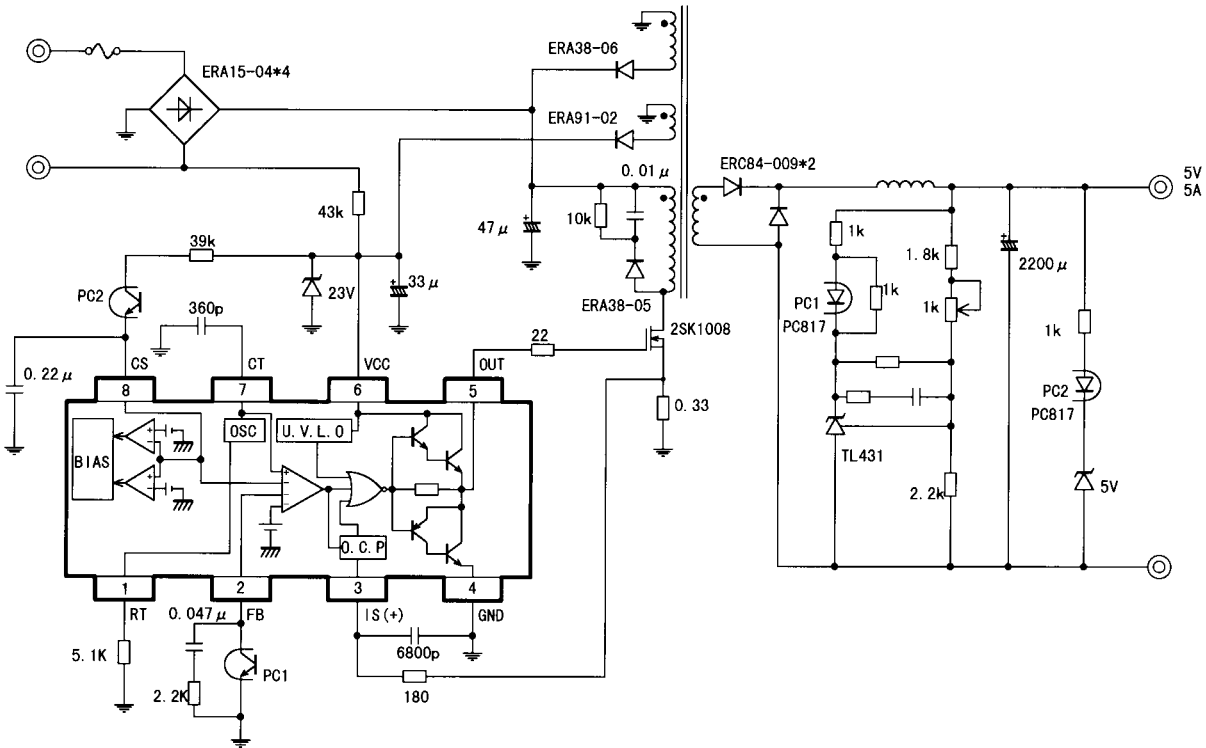 ERA38-06
ERA15-04*4
ERA91-02
ERC84-009*2
0.01μ
5V
5A
43k
47μ
10k
1k
1.8k
39k
2200μ
PC2
23V
33μ
ERA38-05
PC1
PC817
1k
1k
360p
22
2SK1008
1k
CS
CT
VCC
OUT
0.22μ
8
7
6
5
0.33
PC2
PC817
OSC
U.V.L.O
BIAS
TL431
2.2k
5V
O.C.P
1
2
3
4
RT
0.047μ
FB
IS(+)
GND
5.1K
6800p
PC1
2.2K
180